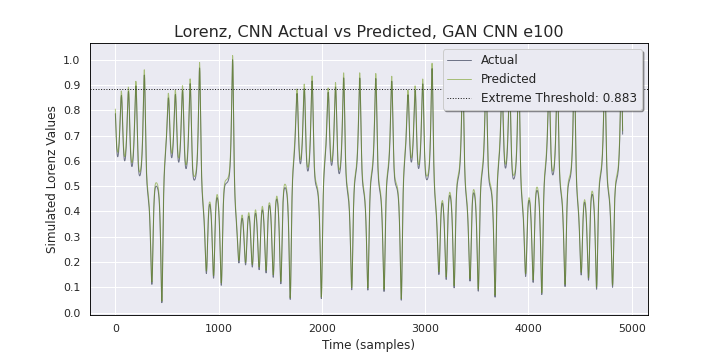 Lorenz, CNN Actual vs Predicted, GAN CNN e100
Actual
Predicted
Extreme Threshold: 0.883
Simulated Lorenz Values
1.0
0.9
0.8
0.7
0.6
0.5
0.4
0.3
0.2
0.1
0.0
0 1000 2000 3000 4000 5000
Time (samples)